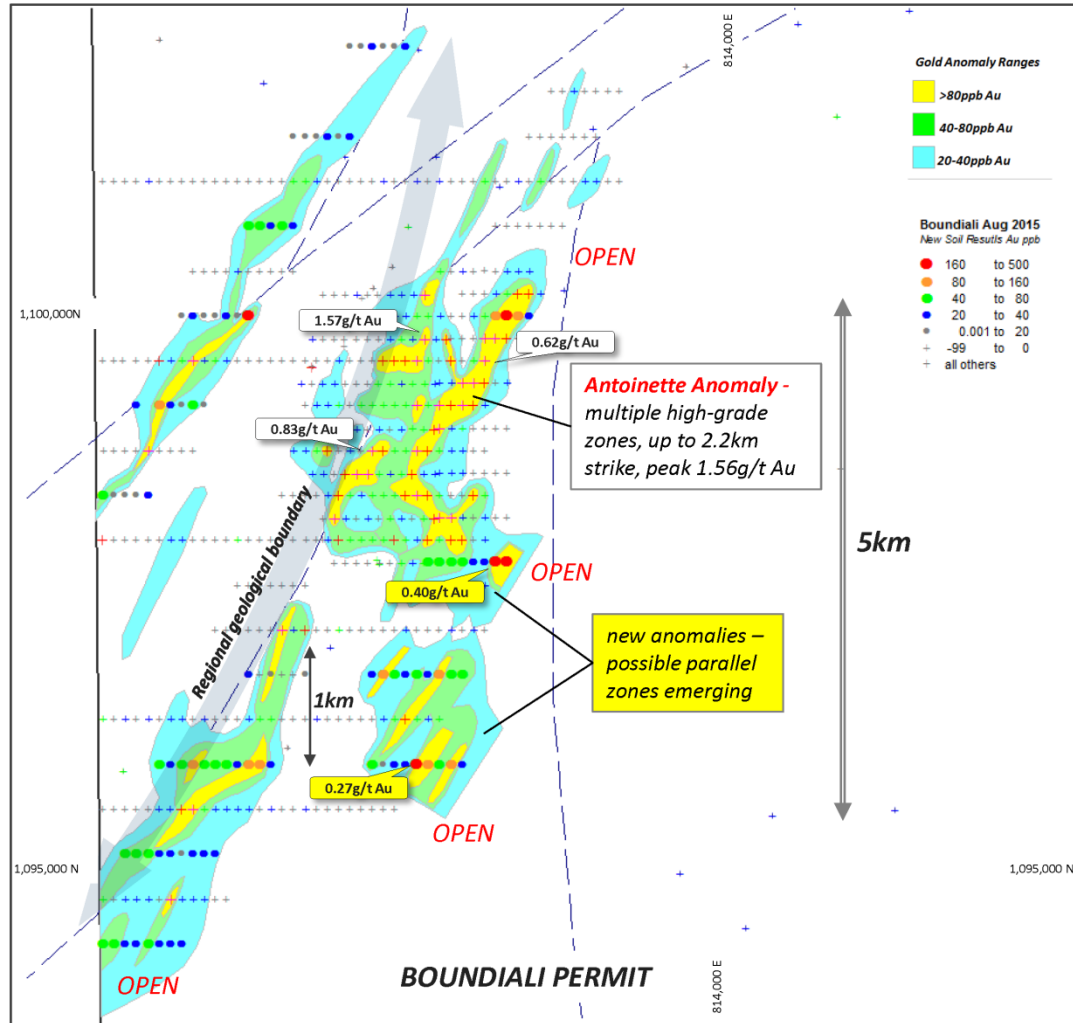 814,000 E
Gold Anomaly Ranges
>80ppb Au
40-80ppb Au
20-40ppb Au
Boundiali Aug 2015
New Soil Resutls Au ppb
160 to 500
80 to 160
40 to 80
20 to 40
0.001 to 20
-99 to 0
all others
OPEN
1,100,000N
1.57g/t Au
0.62g/t Au
Antoinette Anomaly -
multiple high-grade
zones, up to 2.2km
strike, peak 1.56g/t Au
0.83g/t Au
Regional geological boundary
5km
OPEN
0.40g/t Au
new anomalies –
possible parallel
zones emerging
1km
0.27g/t Au
OPEN
1,095,000 N
1,095,000 N
OPEN
BOUNDIALI PERMIT
814,000 E